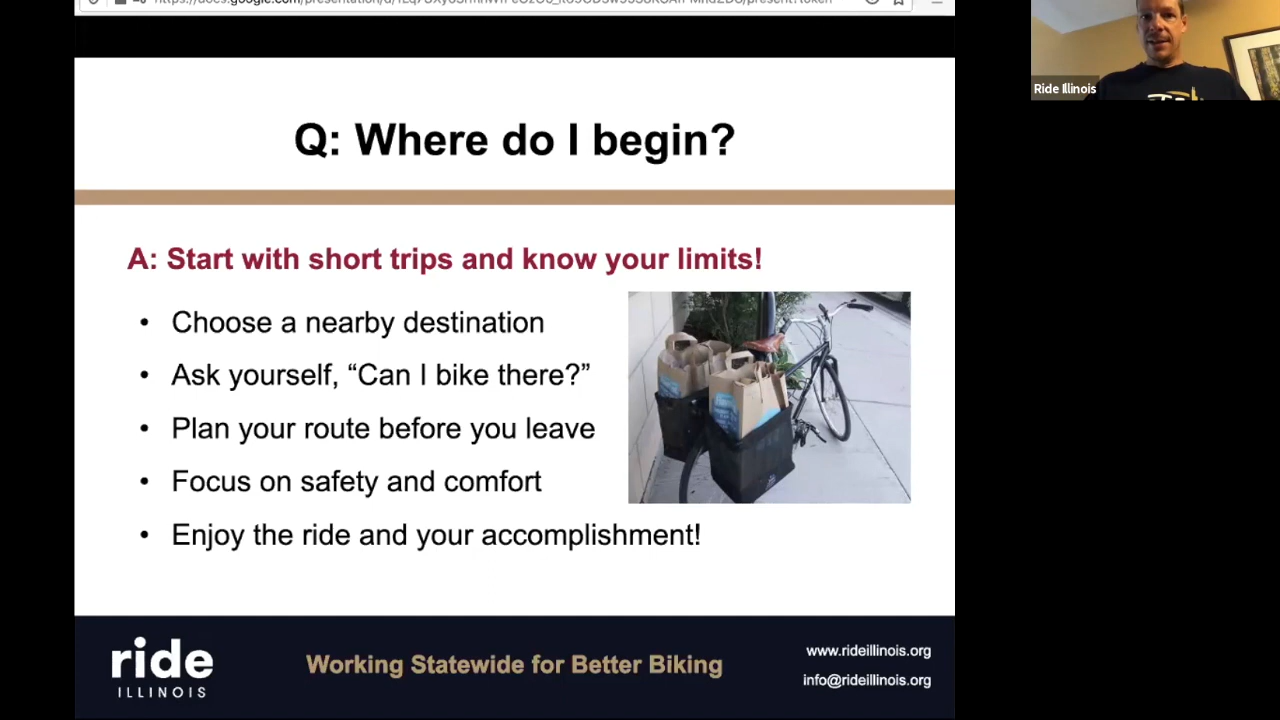 Q: Where do I begin?
A: Start with short trips and know your limits!
• Choose a nearby destination
• Ask yourself, “Can I bike there?”
• Plan your route before you leave
• Focus on safety and comfort
• Enjoy the ride and your accomplishment!
ride
ILLINOIS
Working Statewide for Better Biking
www.rideillinois.org
info@rideillinois.org
Ride Illinois